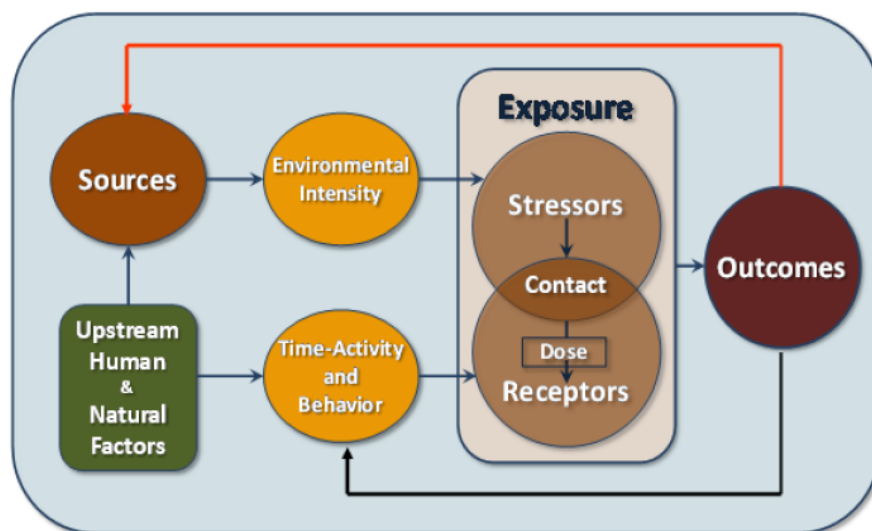 Exposure
Sources
Environmental
Intensity
Stressors
Contact
Outcomes
Upstream
Human
&
Natural
Factors
Time-Activity
and
Behavior
Dose
Receptors